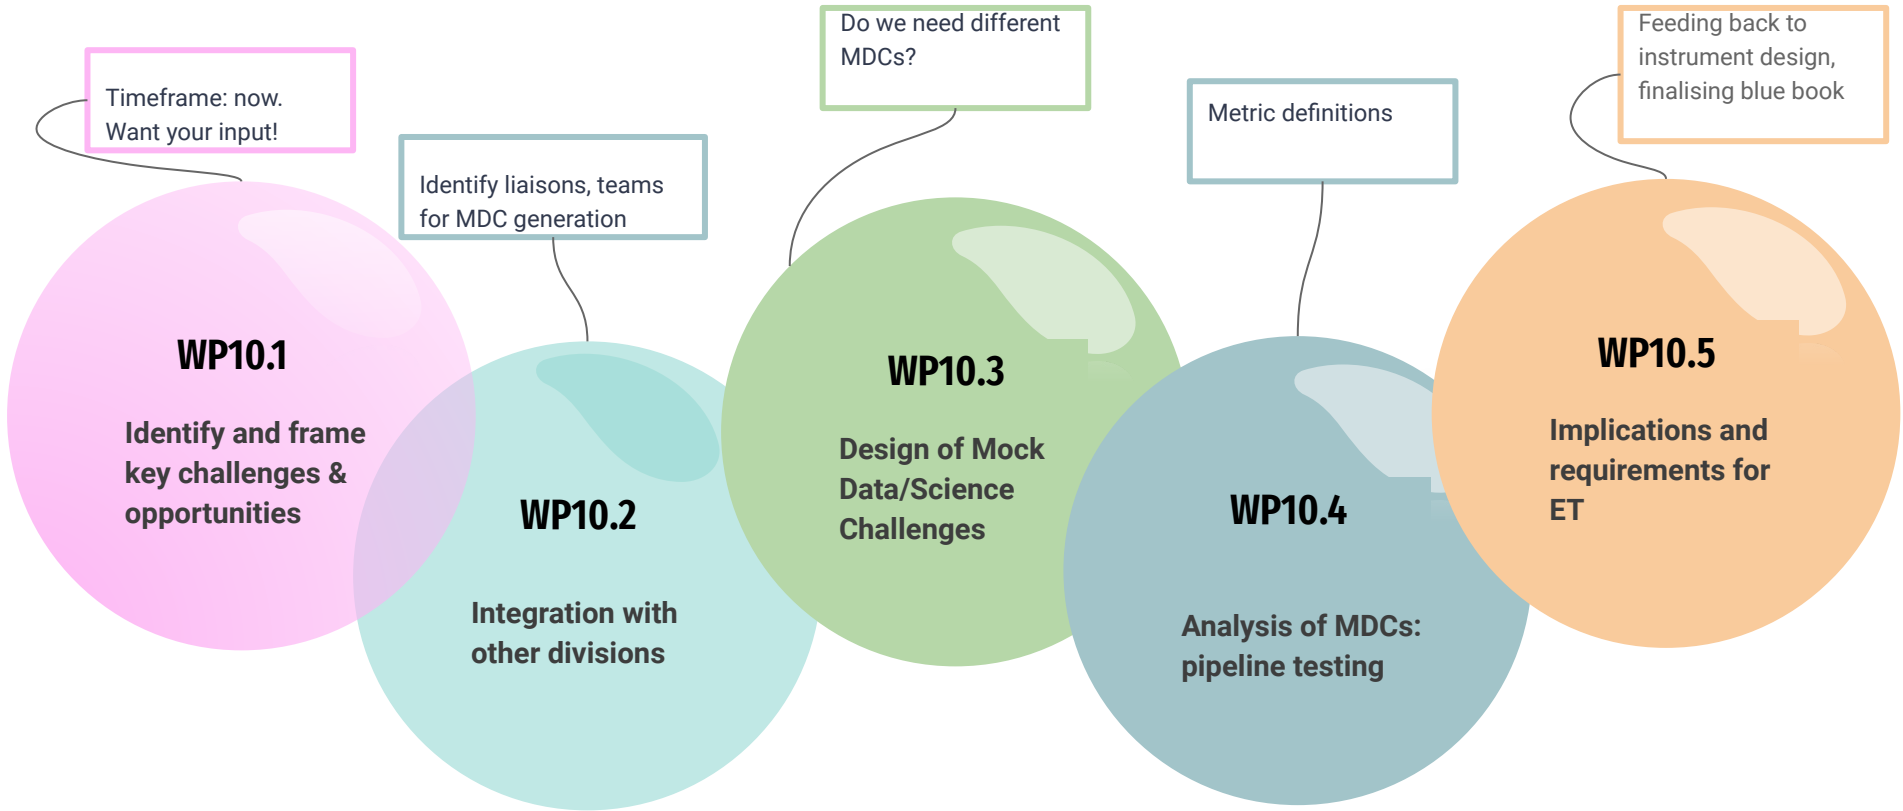 Timeframe: now.
Want your input!
WP10.1
Identify and frame
key challenges &
opportunities
Identify liaisons, teams
for MDC generation
WP10.2
Integration with
other divisions
Do we need different
MDCs?
WP10.3
Design of Mock
Data/Science
Challenges
Metric definitions
WP10.4
Analysis of MDCs:
pipeline testing
Feeding back to
instrument design,
finalising blue book
WP10.5
Implications and
requirements for
ET